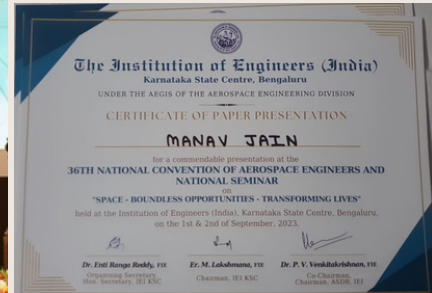 The Institution of Engineers (India)
Karnataka State Centre, Bengaluru
UNDER THE AEGIS OF THE AEROSPACE ENGINEERING DIVISION
CERTIFICATE OF PAPER PRESENTATION
MANAV JAIN
for a commendable presentation at the
36TH NATIONAL CONVENTION OF AEROSPACE ENGINEERS AND
NATIONAL SEMINAR
on
"SPACE - BOUNDLESS OPPORTUNITIES - TRANSFORMING LIVES"
held at the Institution of Engineers (India), Karnataka State Centre, Bengaluru,
on the 1st & 2nd of September, 2023.
Dr. Enti Ranga Reddy, FIE
Organising Secretary
Hon. Secretary, IEI KSC
Er. M. Lakshmana, FIE
Chairman, IEI KSC
Dr. P. V. Venkitakrishnan, FIE
Co-Chairman,
Chairman, ASDB, IEI